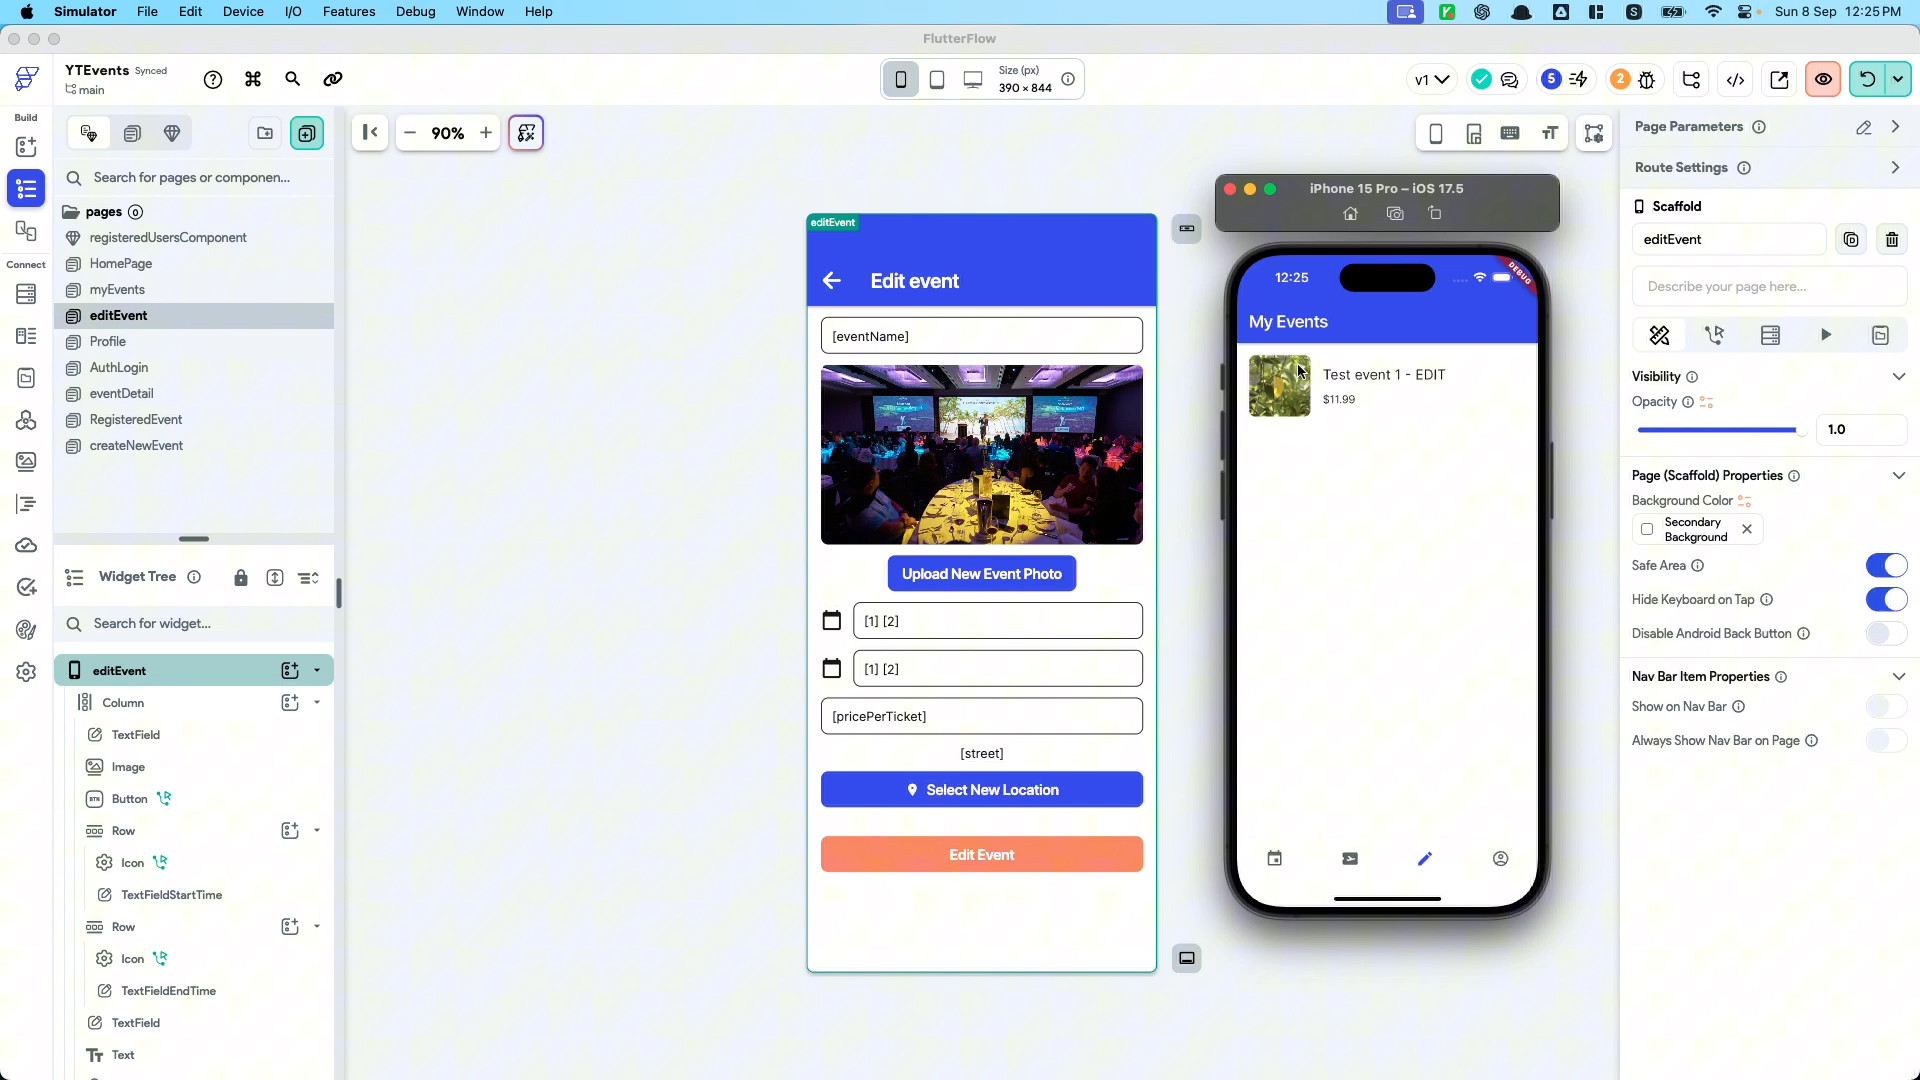 Simulator File Edit Device I/O Features Debug Window Help
Sun 8 Sep 12:25 PM
FlutterFlow
YTEvents Synced
main
Size (px)
390 × 844
v1
5
2
Build
Connect
90%
Search for pages or componen...
pages 0
registeredUsersComponent
HomePage
myEvents
editEvent
Profile
AuthLogin
eventDetail
RegisteredEvent
createNewEvent
Widget Tree
Search for widget...
editEvent
Column
TextField
Image
BTN Button
Row
Icon
TextFieldStartTime
Row
Icon
TextFieldEndTime
TextField
Text
editEvent
Edit event
[eventName]
Upload New Event Photo
[1] [2]
[1] [2]
[pricePerTicket]
[street]
Select New Location
Edit Event
iPhone 15 Pro – iOS 17.5
12:25
DEBUG
My Events
Test event 1 - EDIT
$11.99
Page Parameters
Route Settings
Scaffold
editEvent
Describe your page here...
Visibility
Opacity
1.0
Page (Scaffold) Properties
Background Color
Secondary
Background
Safe Area
Hide Keyboard on Tap
Disable Android Back Button
Nav Bar Item Properties
Show on Nav Bar
Always Show Nav Bar on Page